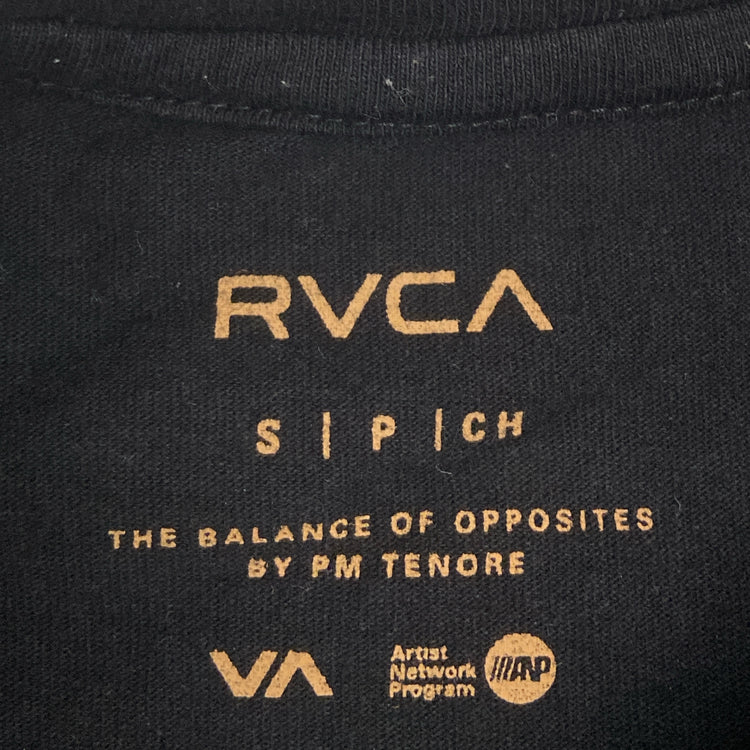 RVCA
S | P | CH
THE BALANCE OF OPPOSITES
BY PM TENORE
VA
Artist
Network
Program
ANP